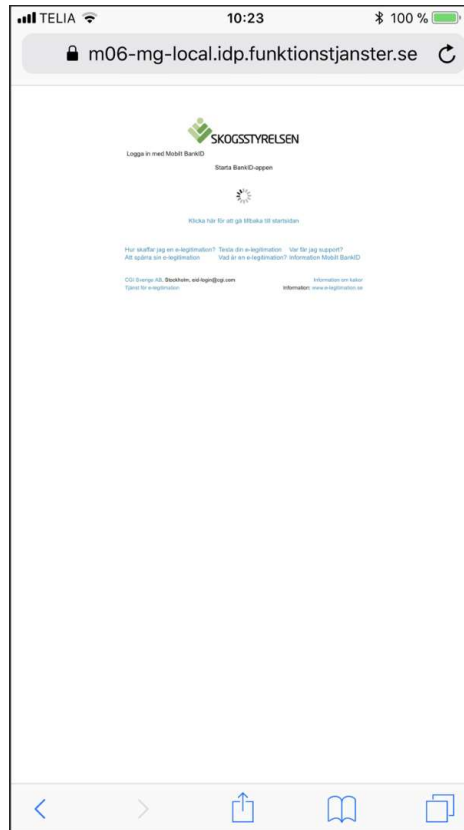 TELIA 10:23 100 %
m06-mg-local.idp.funktionstjanster.se
SKOGSSTYRELSEN
Logga in med Mobilt BankID
Starta BankID-appen
Klicka här för att gå tillbaka till startsidan
Hur skaffar jag en e-legitimation? Testa din e-legitimation Var får jag support?
Att spärra sin e-legitimation Vad är en e-legitimation? Information Mobilt BankID
CGI Sverige AB, Stockholm, eid-login@cgi.com Information om kakor
Tjänst för e-legitimation Information: www.e-legitimation.se